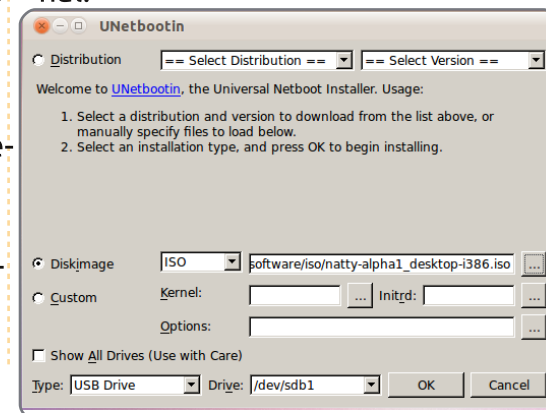 net.
UNetbootin
Distribution == Select Distribution == == Select Version ==
Welcome to UNetbootin, the Universal Netboot Installer. Usage:
1. Select a distribution and version to download from the list above, or
manually specify files to load below.
2. Select an installation type, and press OK to begin installing.
Diskimage ISO software/iso/natty-alpha1_desktop-i386.iso ...
Custom Kernel: ... Initrd: ...
Options: ...
Show All Drives (Use with Care)
Type: USB Drive Drive: /dev/sdb1 OK Cancel